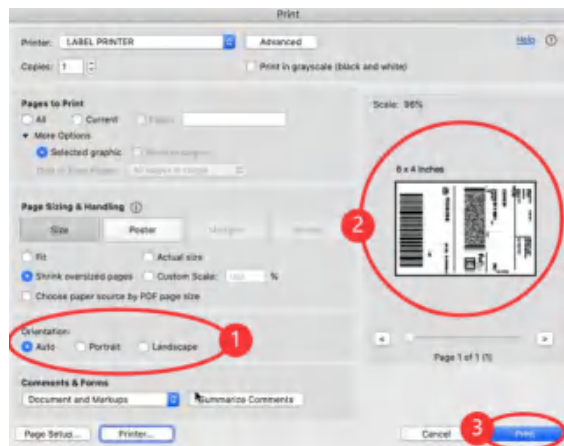 Print
Printer: LABEL PRINTER Advanced Help
Copies: 1 Print in grayscale (black and white)
Pages to Print
All Current Pages
More Options
Selected graphic
Scale: 96%
6 x 4 Inches
2
Page Sizing & Handling
Size Poster
Fit Actual size
Shrink oversized pages Custom Scale: %
Choose paper source by PDF page size
Orientation:
Auto Portrait Landscape
1
< >
Page 1 of 1 (1)
Comments & Forms
Document and Markups Summarize Comments
Page Setup... Printer... Cancel 3 Print